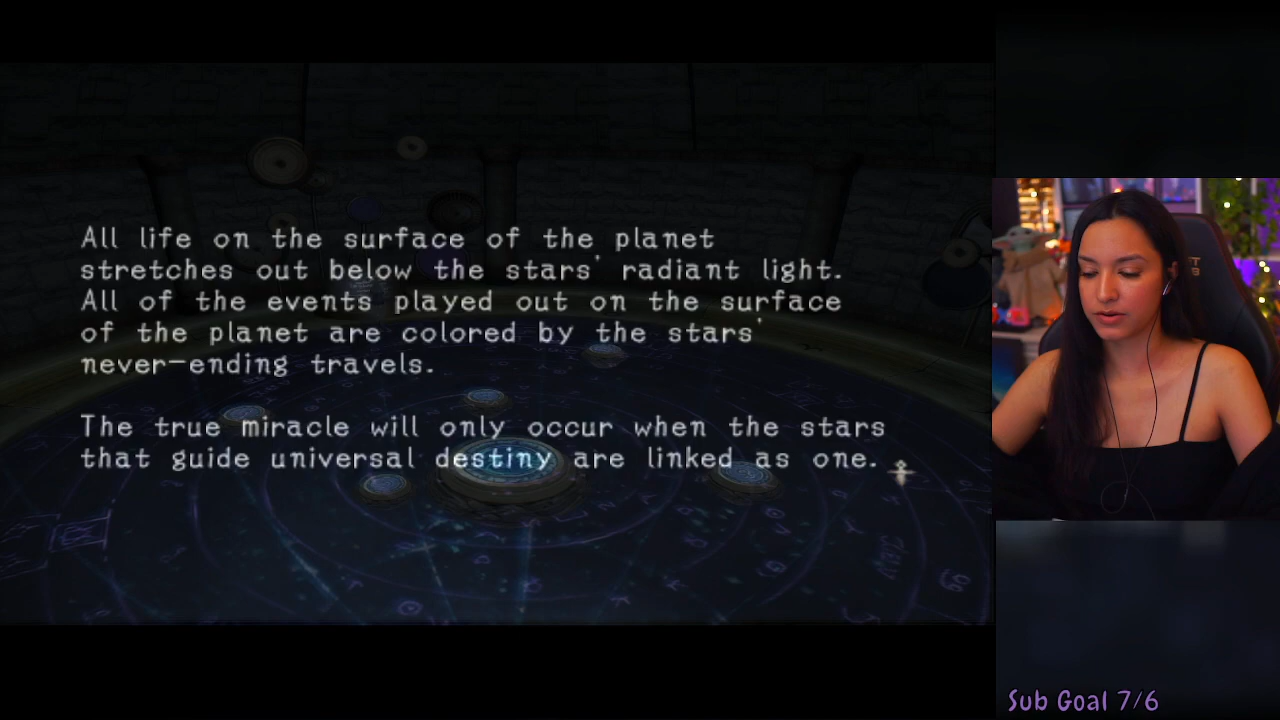 All life on the surface of the planet
stretches out below the stars' radiant light.
All of the events played out on the surface
of the planet are colored by the stars'
never-ending travels.
The true miracle will only occur when the stars
that guide universal destiny are linked as one.
Sub Goal 7/6